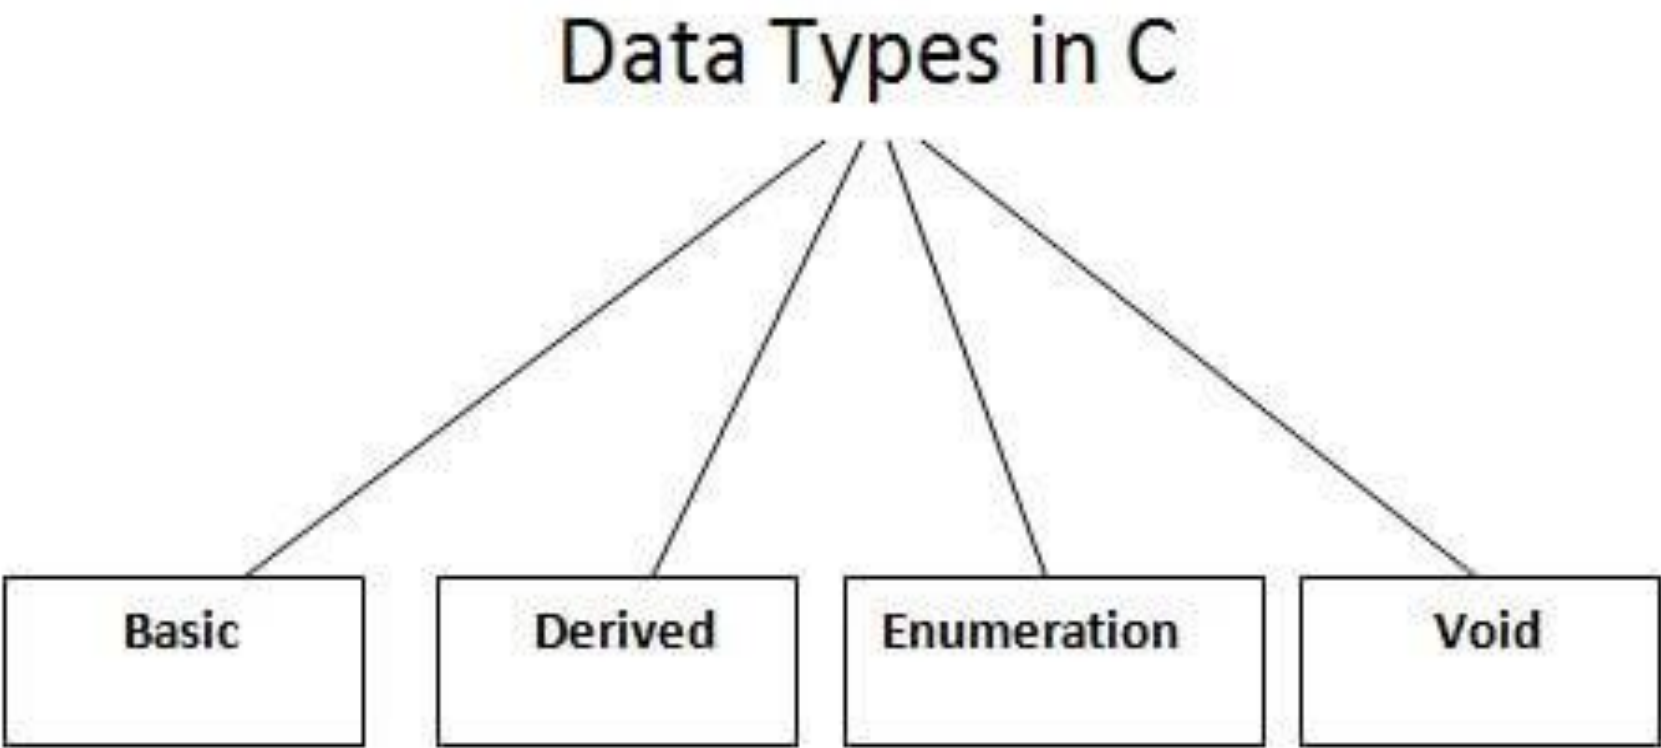 Data Types in C
Basic
Derived
Enumeration
Void